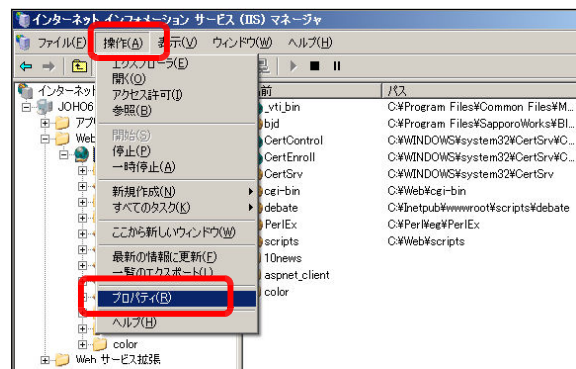 インターネット インフォメーション サービス (IIS) マネージャ
ファイル(F) 操作(A) 表示(V) ウィンドウ(W) ヘルプ(H)
エクスプローラ(E)
開く(O)
アクセス許可(I)
参照(B)
開始(S)
停止(P)
一時停止(A)
新規作成(N)
すべてのタスク(K)
ここから新しいウィンドウ(W)
最新の情報に更新(F)
一覧のエクスポート(L)
プロパティ(R)
ヘルプ(H)
インターネッ
JOHO6
アプ
Web
color
Web サービス拡張
前 パス
_vti_bin C:¥Program Files¥Common Files¥M...
bjd C:¥Program Files¥SapporoWorks¥Bl...
CertControl C:¥WINDOWS¥system32¥CertSrv¥C...
CertEnroll C:¥WINDOWS¥system32¥CertSrv¥C...
CertSrv C:¥WINDOWS¥system32¥CertSrv
cgi-bin C:¥Web¥cgi-bin
debate C:¥Inetpub¥wwwroot¥scripts¥debate
PerlEx C:¥Perl¥eg¥PerlEx
scripts C:¥Web¥scripts
10news
aspnet_client
color